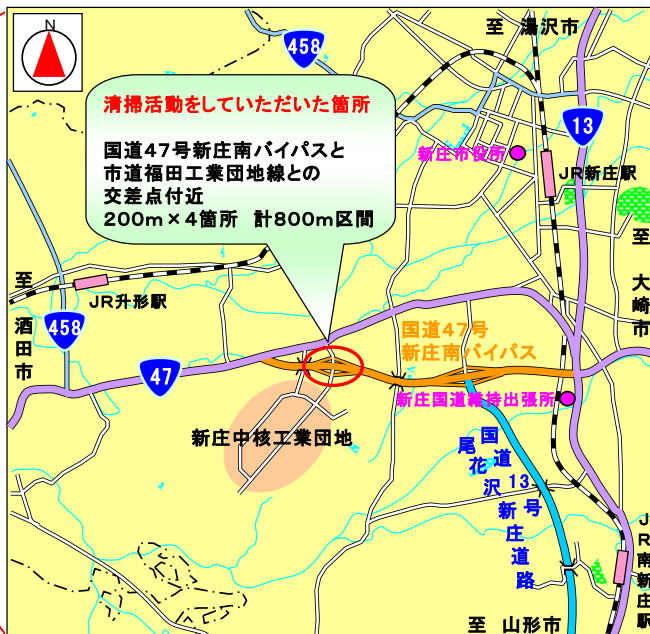 N
458
至 湯沢市
13
清掃活動をしていただいた箇所
国道47号新庄南バイパスと
市道福田工業団地線との
交差点付近
200m×4箇所 計800m区間
新庄市役所
JR新庄駅
至 大崎市
至 酒田市
JR升形駅
458
47
国道47号
新庄南バイパス
新庄国道維持出張所
新庄中核工業団地
国道13号
尾花沢新庄道路
JR南新庄駅
至 山形市